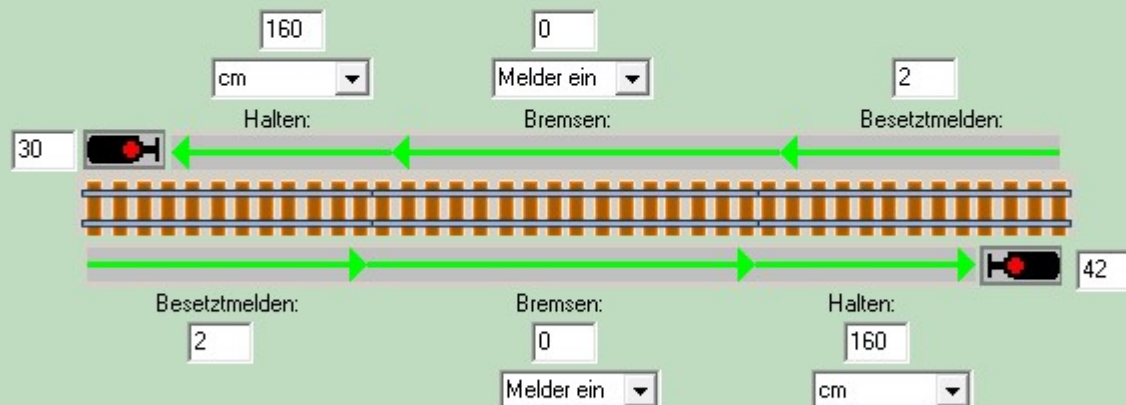 160 0
cm Melder ein 2
Halten: Bremsen: Besetztmelden:
30
42
Besetztmelden: Bremsen: Halten:
2 0 160
Melder ein cm